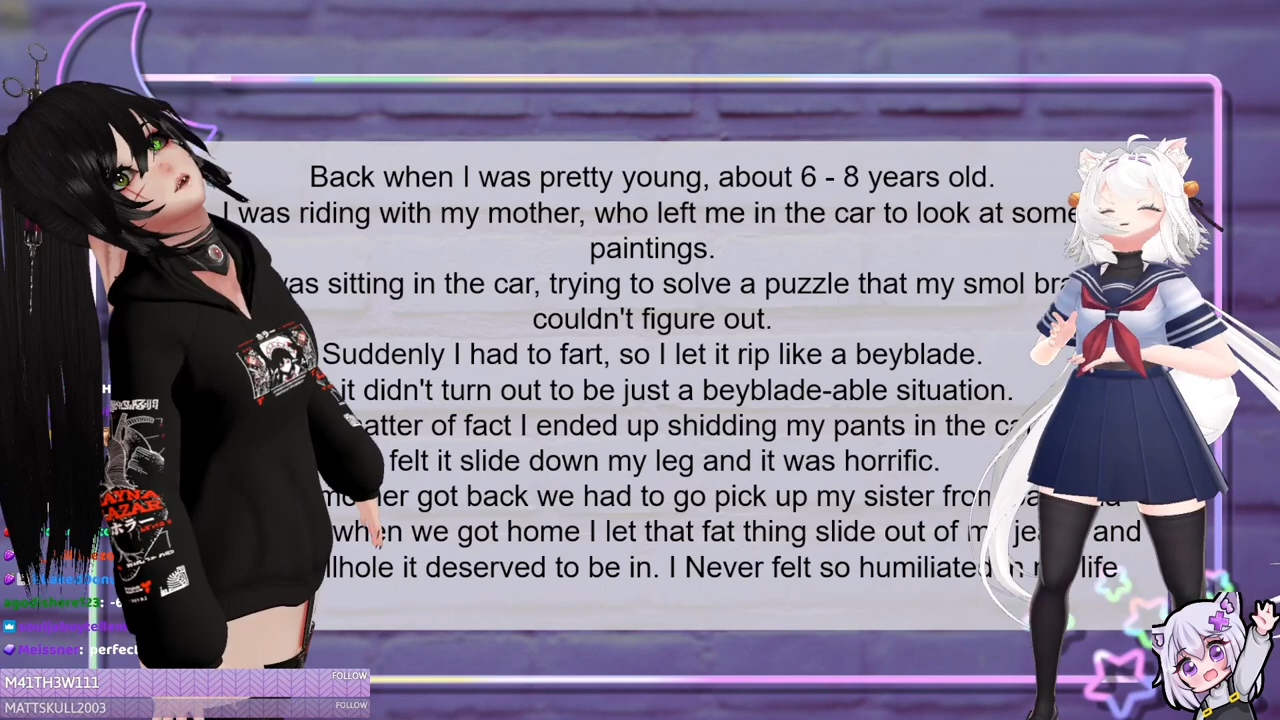 Back when I was pretty young, about 6 - 8 years old.
I was riding with my mother, who left me in the car to look at some
paintings.
was sitting in the car, trying to solve a puzzle that my smol
couldn't figure out.
Suddenly I had to fart, so I let it rip like a beyblade.
it didn't turn out to be just a beyblade-able situation.
fact I ended up shidding my pants in the
felt it slide down my leg and it was horrific.
got back we had to go pick up my sister
when we got home I let that fat thing slide out of and
it deserved to be in. I Never felt so humiliated life
ホラー
Meissner: perfect
M41TH3W111 FOLLOW
MATTSKULL2003 FOLLOW